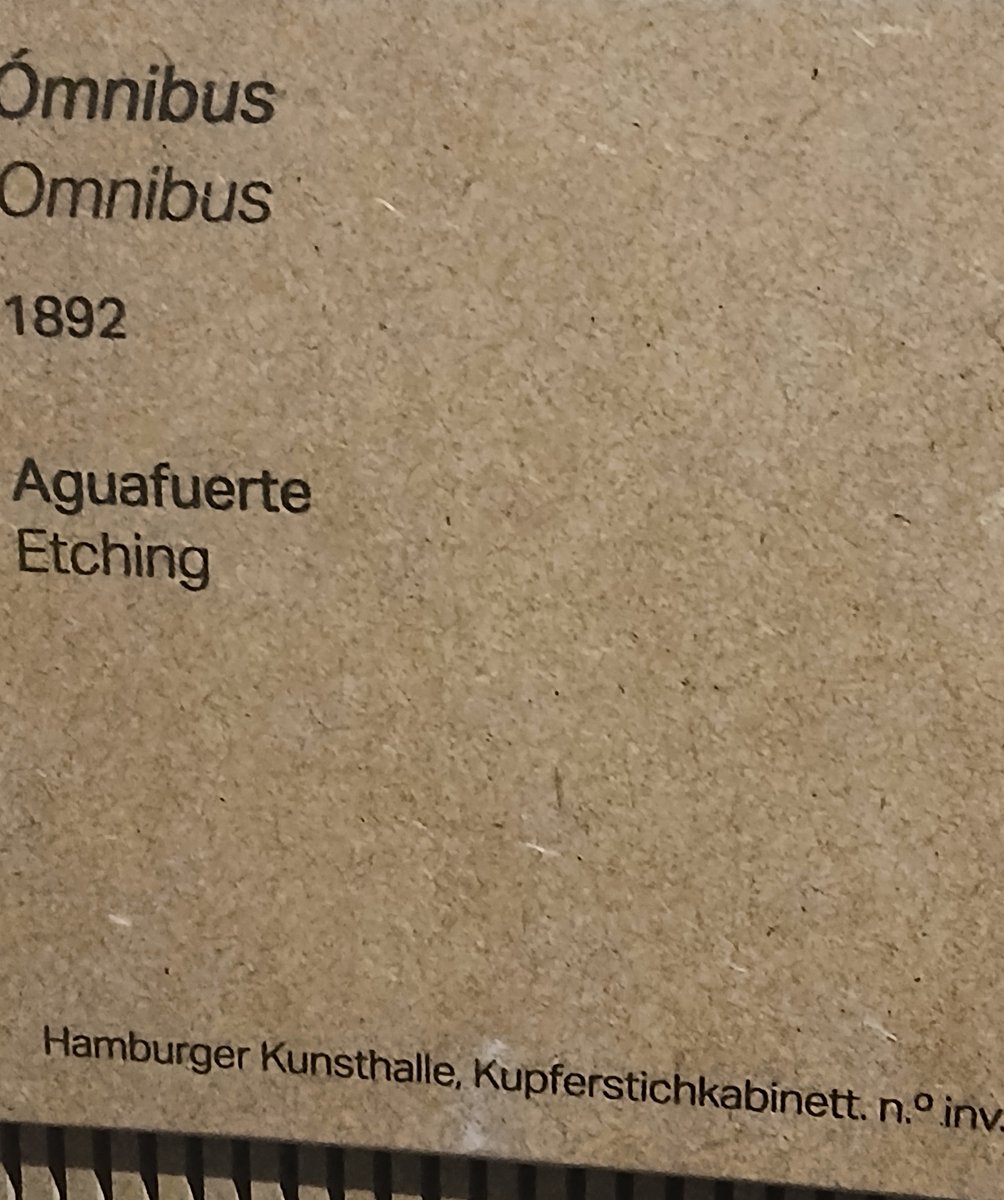 Ómnibus
Omnibus
1892
Aguafuerte
Etching
Hamburger Kunsthalle, Kupferstichkabinett. n.º inv.